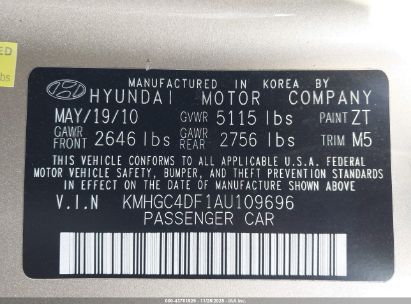 MANUFACTURED IN KOREA BY
HYUNDAI MOTOR COMPANY
MAY/19/10 GVWR 5115 lbs PAINT ZT
GAWR FRONT 2646 lbs GAWR REAR 2756 lbs TRIM M5
THIS VEHICLE CONFORMS TO ALL APPLICABLE U.S.A. FEDERAL
MOTOR VEHICLE SAFETY, BUMPER, AND THEFT PREVENTION
STANDARDS IN EFFECT ON THE DATE OF MANUFACTURE SHOWN ABOVE
V.I.N KMHGC4DF1AU109696
PASSENGER CAR
ED
lbs